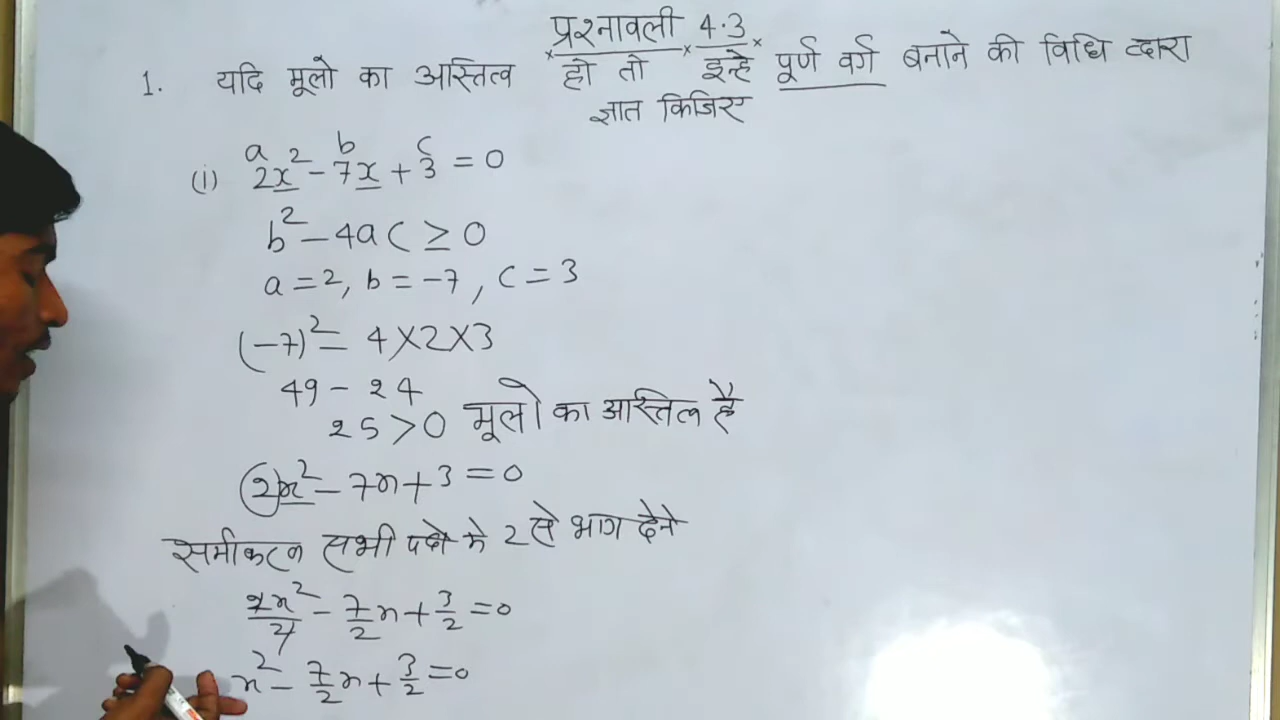 प्रश्नावली 4.3
1. यदि मूलो का अस्तित्व हो तो इन्हे पूर्ण वर्ग बनाने की विधि व्दारा
ज्ञात किजिए
a b c
(i) 2x² - 7x + 3 = 0
b² - 4ac ≥ 0
a = 2, b = -7, c = 3
(-7)² = 4×2×3
49 - 24
25 > 0 मूलो का अस्तित्व है
2x² - 7x + 3 = 0
समीकरण सभी पदो मे 2 से भाग देने
2x²/2 - 7/2 x + 3/2 = 0
x² - 7/2 x + 3/2 = 0